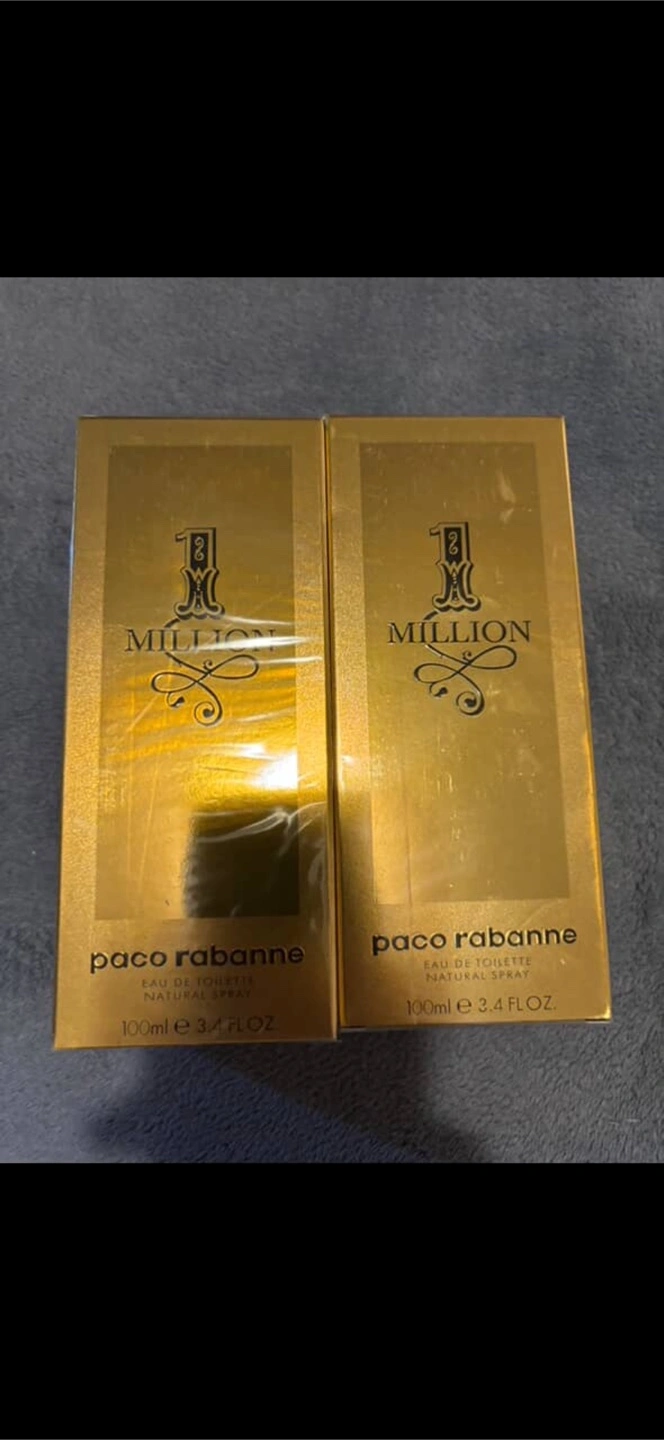 1
MILLION
paco rabanne
EAU DE TOILETTE
NATURAL SPRAY
100ml e 3.4 FL OZ.
1
MILLION
paco rabanne
EAU DE TOILETTE
NATURAL SPRAY
100ml e 3.4 FL OZ.